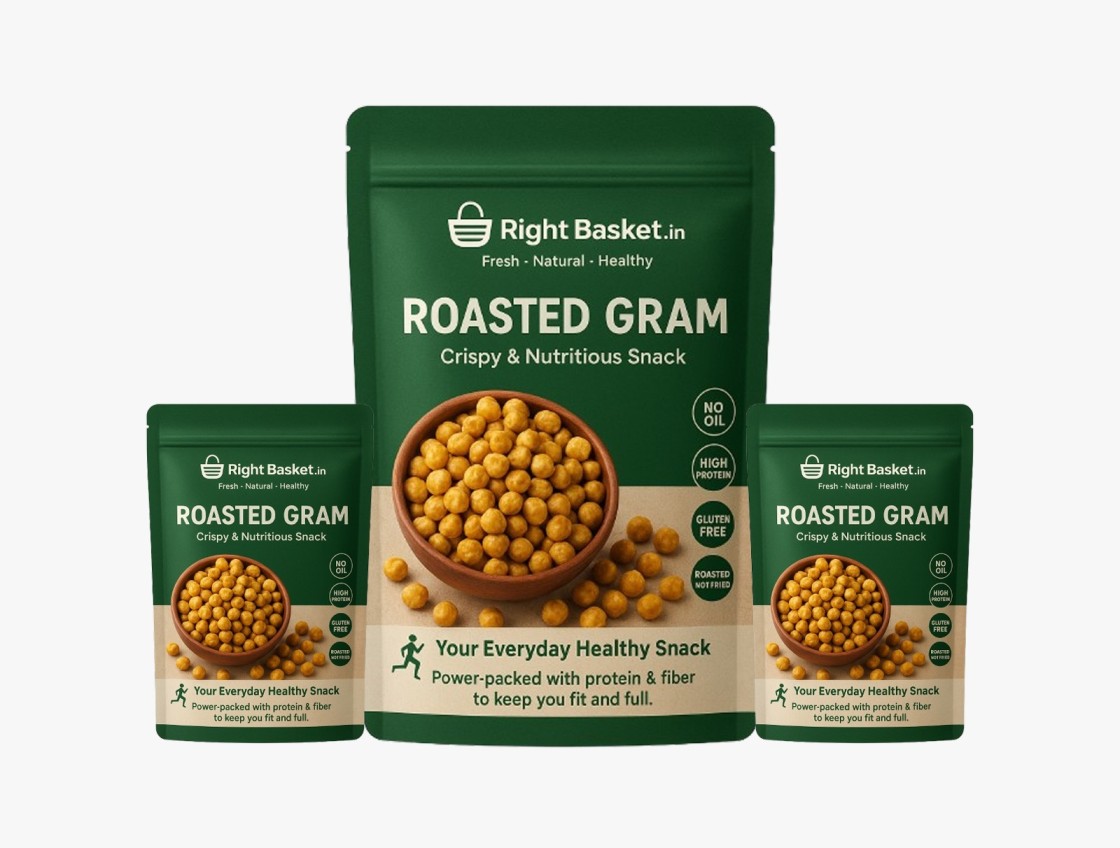 Right Basket.in
Fresh - Natural - Healthy
ROASTED GRAM
Crispy & Nutritious Snack
NO
OIL
HIGH
PROTEIN
GLUTEN
FREE
ROASTED
NOT FRIED
Your Everyday Healthy Snack
Power-packed with protein & fiber
to keep you fit and full.
Right Basket.in
Fresh - Natural - Healthy
ROASTED GRAM
Crispy & Nutritious Snack
NO
OIL
HIGH
PROTEIN
GLUTEN
FREE
ROASTED
NOT FRIED
Your Everyday Healthy Snack
Power-packed with protein & fiber
to keep you fit and full.
Right Basket.in
Fresh - Natural - Healthy
ROASTED GRAM
Crispy & Nutritious Snack
NO
OIL
HIGH
PROTEIN
GLUTEN
FREE
ROASTED
NOT FRIED
Your Everyday Healthy Snack
Power-packed with protein & fiber
to keep you fit and full.